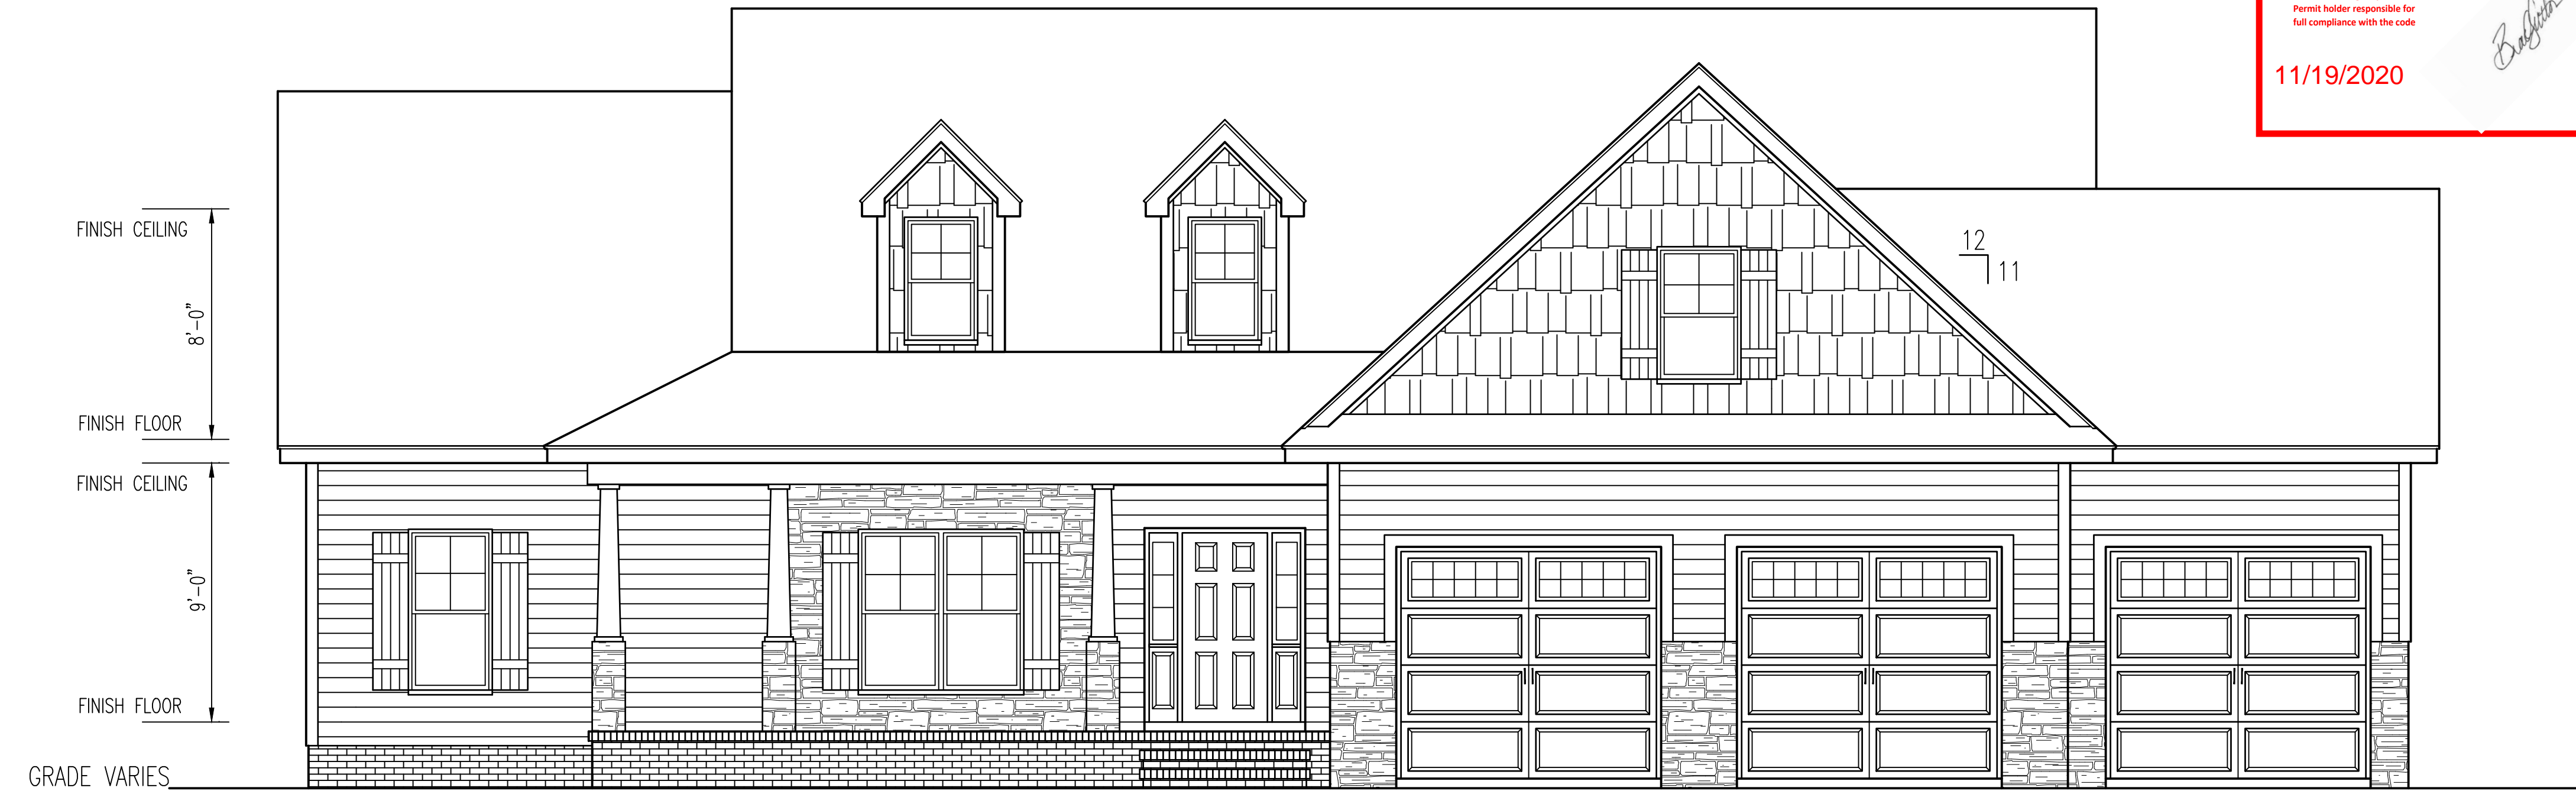 Permit holder responsible for
full compliance with the code
11/19/2020
FINISH CEILING
8'-0"
FINISH FLOOR
12
11
FINISH CEILING
9'-0"
FINISH FLOOR
GRADE VARIES